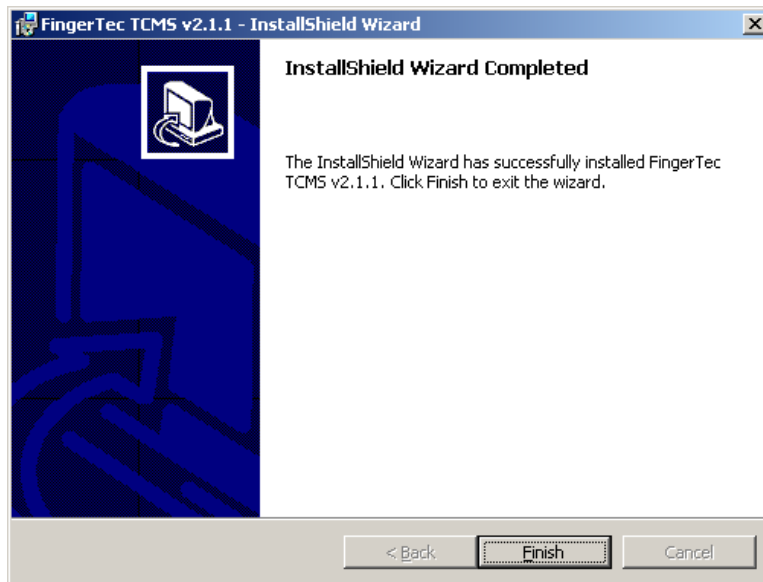 FingerTec TCMS v2.1.1 - InstallShield Wizard
InstallShield Wizard Completed
The InstallShield Wizard has successfully installed FingerTec
TCMS v2.1.1. Click Finish to exit the wizard.
< Back
Finish
Cancel